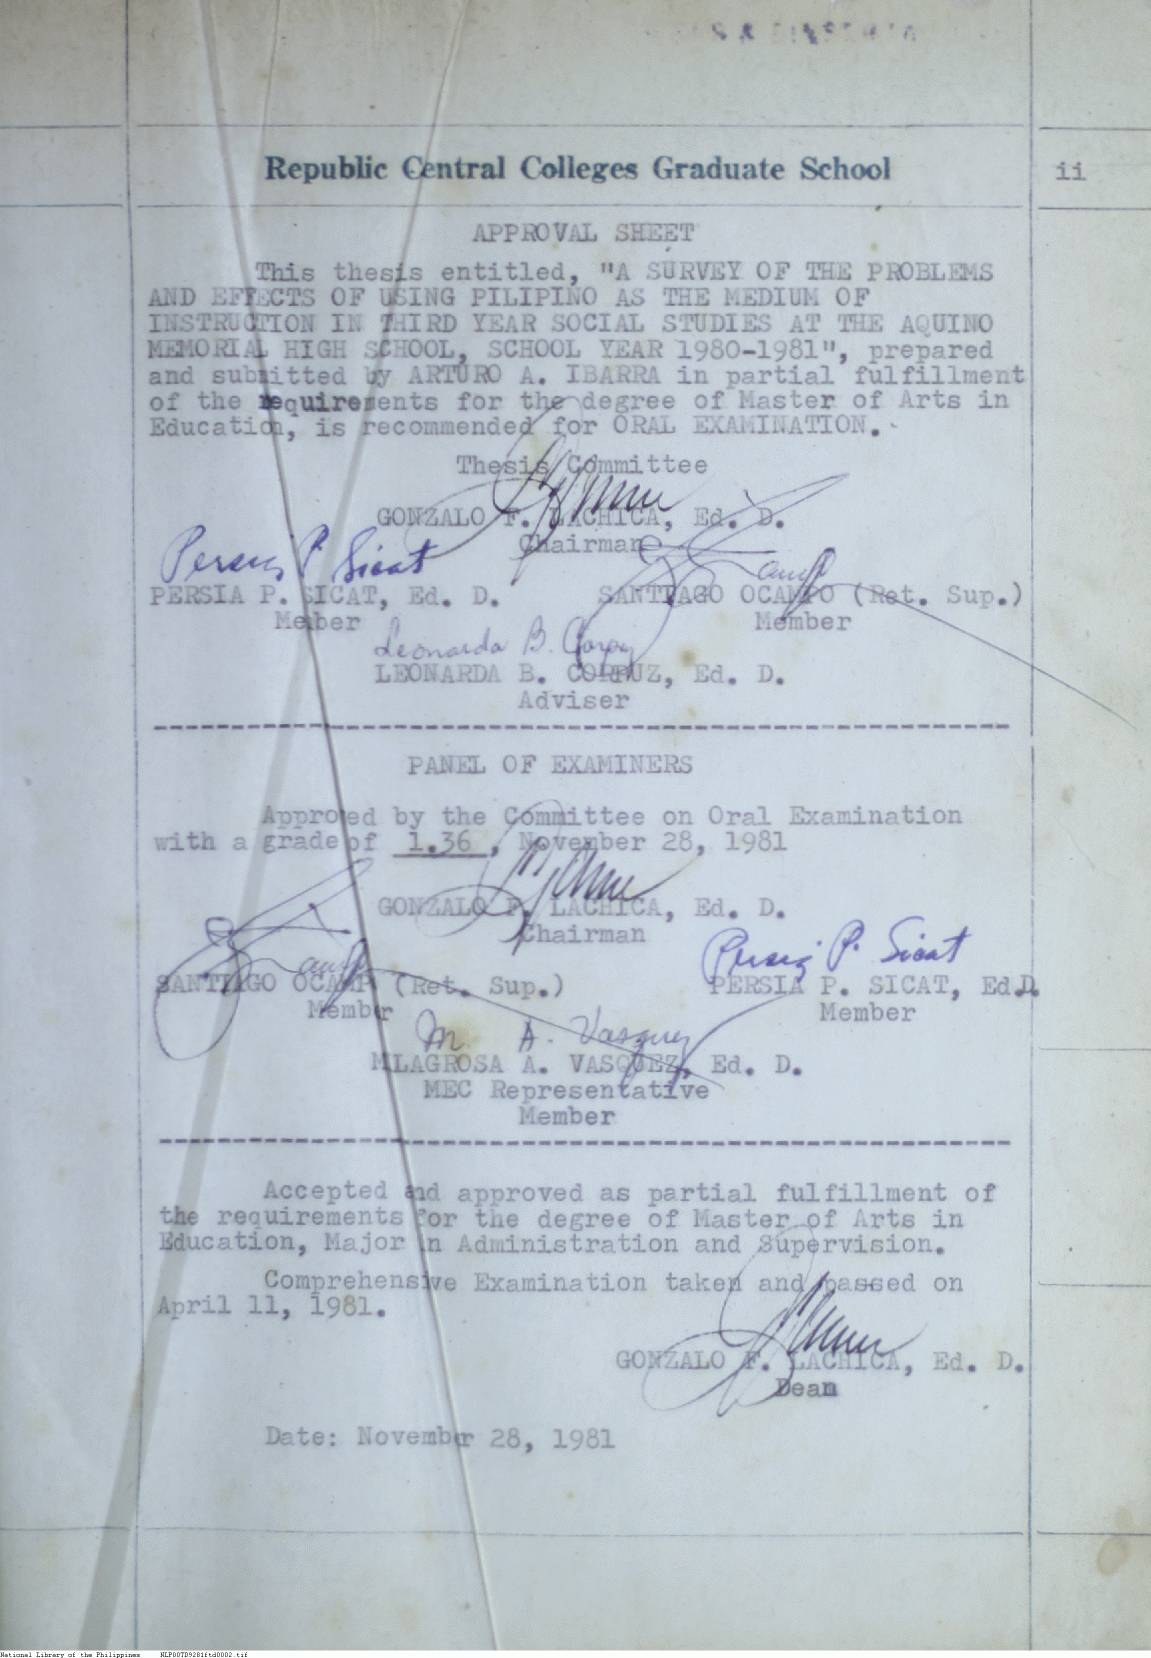 Republic Central Colleges Graduate School
ii
APPROVAL SHEET
This thesis entitled, "A SURVEY OF THE PROBLEMS
AND EFFECTS OF USING PILIPINO AS THE MEDIUM OF
INSTRUCTION IN THIRD YEAR SOCIAL STUDIES AT THE AQUINO
MEMORIAL HIGH SCHOOL, SCHOOL YEAR 1980-1981", prepared
and submitted by ARTURO A. IBARRA in partial fulfillment
of the requirements for the degree of Master of Arts in
Education, is recommended for ORAL EXAMINATION.
Thesis Committee
GONZALO F. LACHICA, Ed. D.
Chairman
Persia P. Sicat
PERSIA P. SICAT, Ed. D. SANTIAGO OCAMPO (Ret. Sup.)
Member Member
Leonarda B. Corpuz
LEONARDA B. CORPUZ, Ed. D.
Adviser
PANEL OF EXAMINERS
Approved by the Committee on Oral Examination
with a grade of 1.36, November 28, 1981
GONZALO F. LACHICA, Ed. D.
Chairman
Persia P. Sicat
SANTIAGO OCAMP (Ret. Sup.) PERSIA P. SICAT, Ed.D.
Member Member
M. A. Vasquez
MILAGROSA A. VASQUEZ, Ed. D.
MEC Representative
Member
Accepted and approved as partial fulfillment of
the requirements for the degree of Master of Arts in
Education, Major in Administration and Supervision.
Comprehensive Examination taken and passed on
April 11, 1981.
GONZALO F. LACHICA, Ed. D.
Dean
Date: November 28, 1981
National Library of the Philippines NLP00TD9281ftd0002.tif